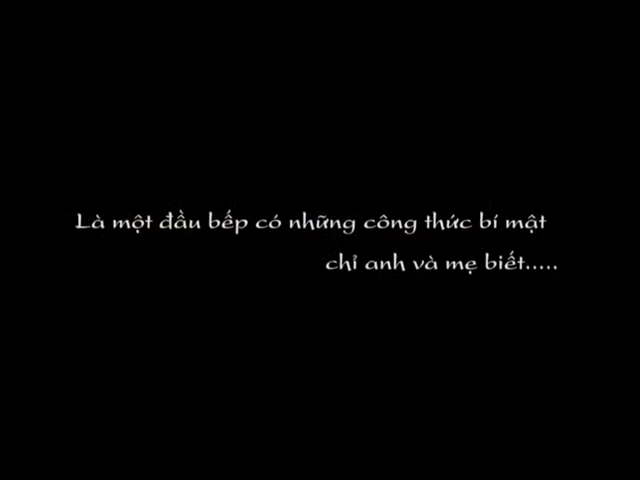 Là một đầu bếp có những công thức bí mật
chỉ anh và mẹ biết.....